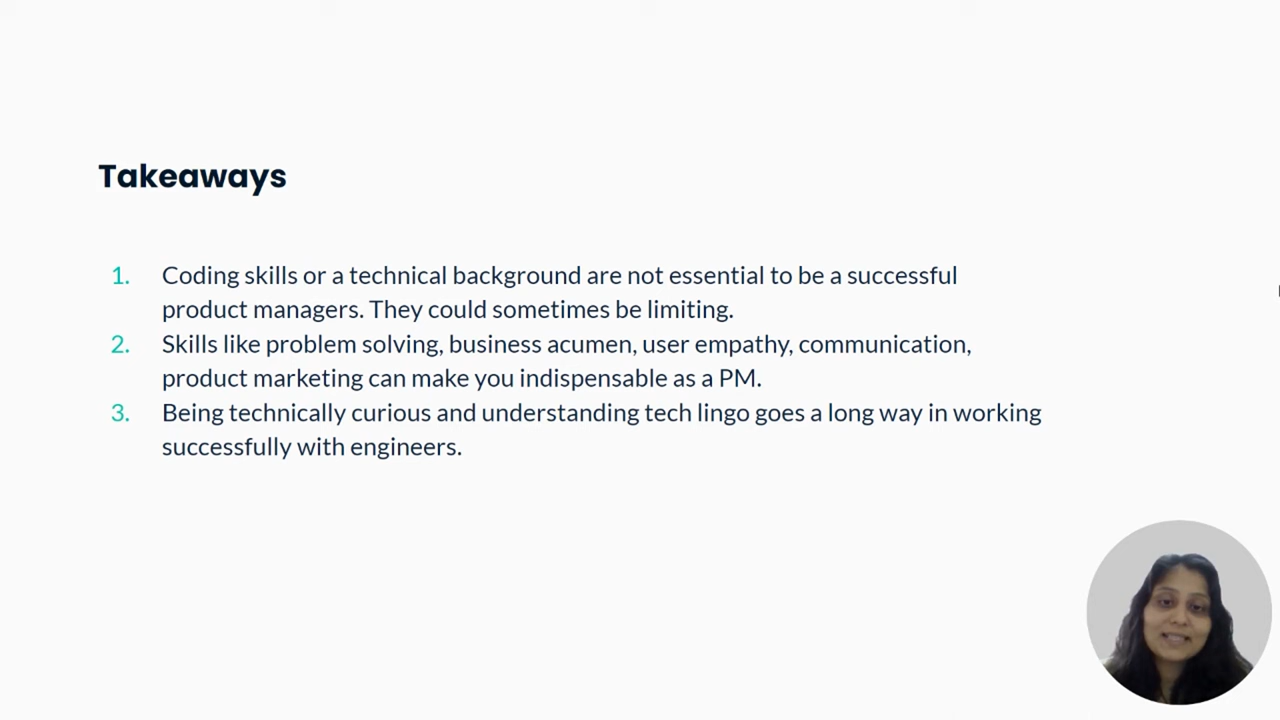 Takeaways
1. Coding skills or a technical background are not essential to be a successful
product managers. They could sometimes be limiting.
2. Skills like problem solving, business acumen, user empathy, communication,
product marketing can make you indispensable as a PM.
3. Being technically curious and understanding tech lingo goes a long way in working
successfully with engineers.